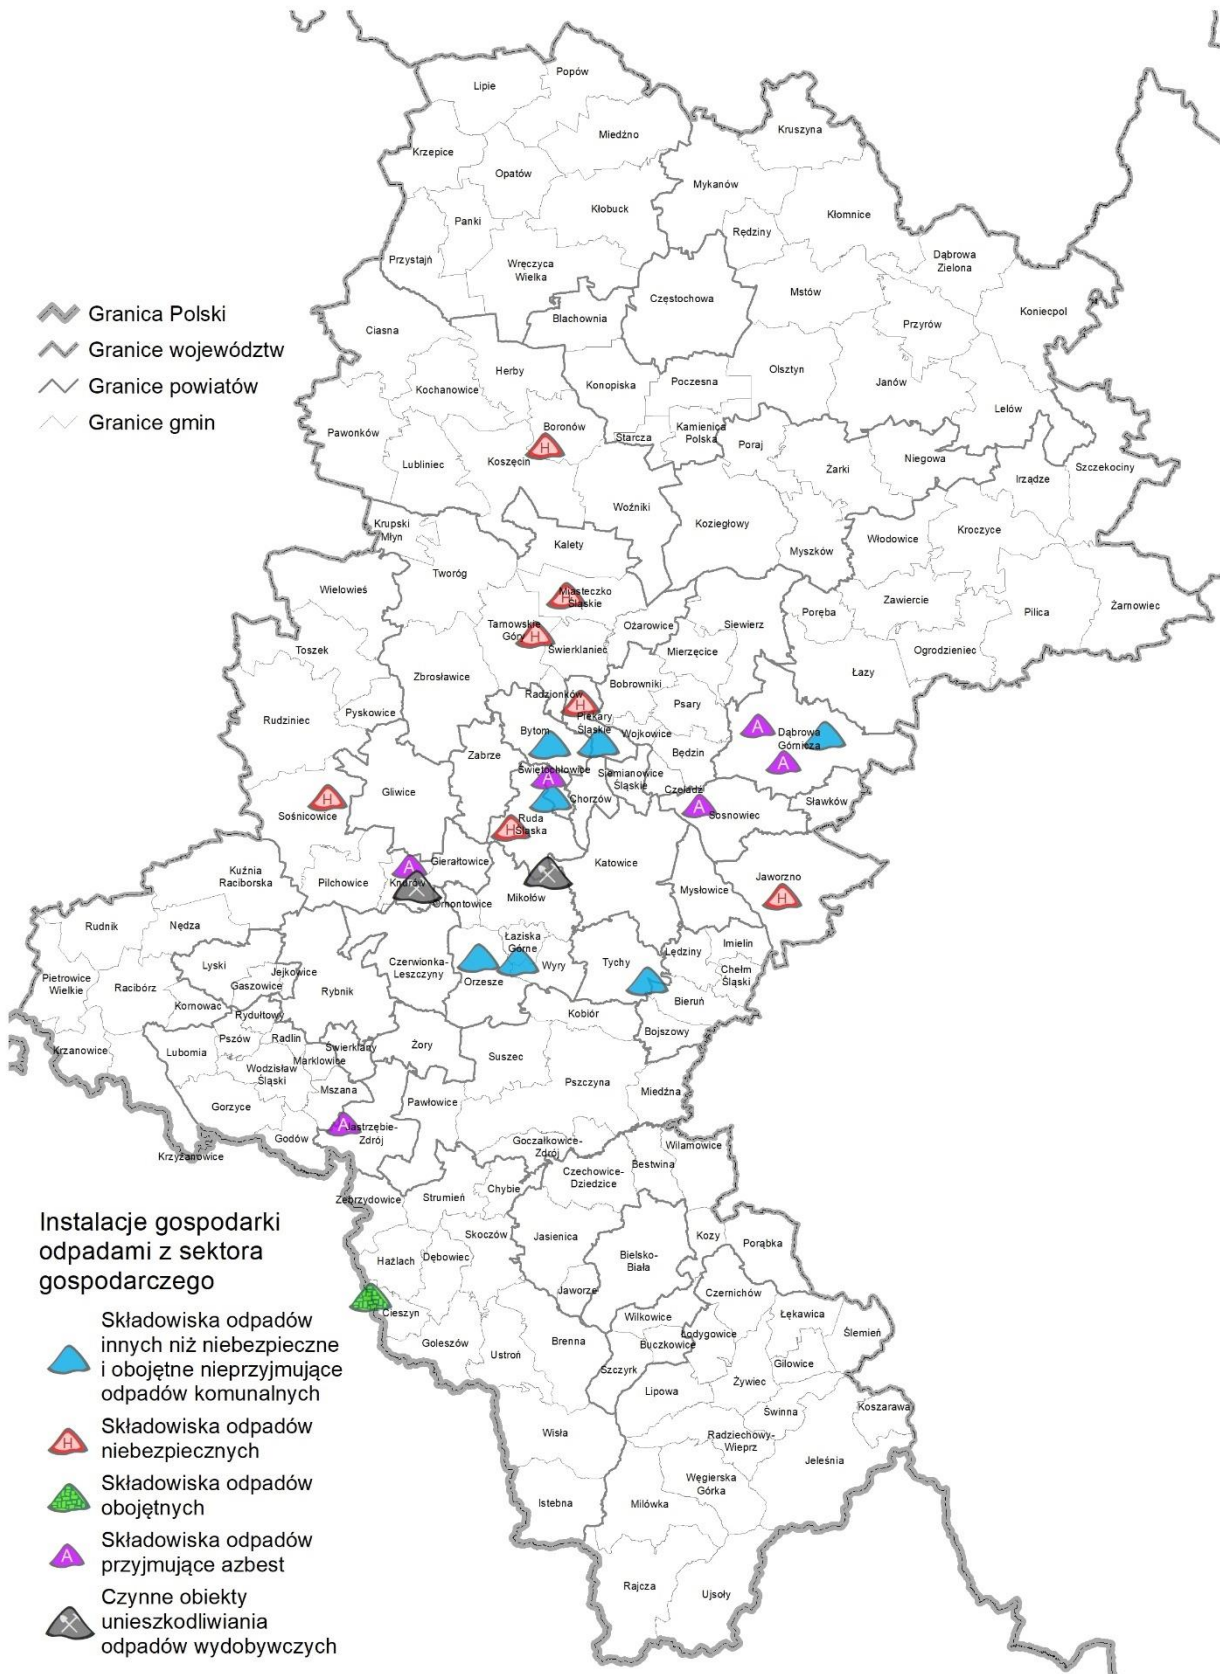 Popów
Lipie
Kruszyna
Miedźno
Krzepice
Opatów
Mykanów
Kłobuck
Kłomnice
Panki
Rędziny
Dąbrowa
Zielona
Przystajń
Wręczyca
Wielka
Mstów
Częstochowa
Koniecpol
Granica Polski
Blachownia
Przyrów
Ciasna
Granice województw
Herby
Olsztyn
Konopiska
Poczesna
Janów
Granice powiatów
Kochanowice
Lelów
Granice gmin
Boronów
Kamienica
Polska
Pawonków
Starcza
Poraj
Koszęcin
Niegowa
Lubliniec
Żarki
Szczekociny
Irządze
Woźniki
Koziegłowy
Krupski
Młyn
Kroczyce
Włodowice
Kalety
Myszków
Tworóg
Wielowieś
Miasteczko
Śląskie
Zawiercie
Żarnowiec
Poręba
Pilica
Tarnowskie
Góry
Ożarowice
Siewierz
Toszek
Świerklaniec
Mierzęcice
Ogrodzieniec
Zbrosławice
Łazy
Bobrowniki
Radzionków
Psary
Rudziniec
Pyskowice
Piekary
Śląskie
Bytom
Wojkowice
Dąbrowa
Górnicza
Zabrze
Będzin
Świętochłowice
Siemianowice
Śląskie
Gliwice
Czeladź
Chorzów
Sławków
Sośnicowice
Sosnowiec
Ruda
Śląska
Gierałtowice
Katowice
Kuźnia
Raciborska
Pilchowice
Knurów
Jaworzno
Mysłowice
Mikołów
Ornontowice
Rudnik
Nędza
Łaziska
Górne
Imielin
Lędziny
Lyski
Czerwionka-
Leszczyny
Wyry
Tychy
Chełm
Śląski
Pietrowice
Wielkie
Jejkowice
Orzesze
Racibórz
Gaszowice
Rybnik
Kornowac
Bieruń
Rydułtowy
Kobiór
Bojszowy
Pszów
Radlin
Krzanowice
Lubomia
Świerklany
Żory
Marklowice
Suszec
Wodzisław
Śląski
Pszczyna
Mszana
Miedźna
Gorzyce
Pawłowice
Jastrzębie-
Zdrój
Godów
Goczałkowice-
Zdrój
Wilamowice
Krzyżanowice
Bestwina
Czechowice-
Dziedzice
Chybie
Zebrzydowice
Strumień
Instalacje gospodarki
odpadami z sektora
gospodarczego
Skoczów
Jasienica
Kozy
Porąbka
Hażlach
Dębowiec
Bielsko-
Biała
Jaworze
Czernichów
Cieszyn
Wilkowice
Łękawica
Składowiska odpadów
innych niż niebezpieczne
i obojętne nieprzyjmujące
odpadów komunalnych
Goleszów
Brenna
Łodygowice
Ślemień
Ustroń
Buczkowice
Gilowice
Szczyrk
Żywiec
Lipowa
Koszarawa
Świnna
Składowiska odpadów
niebezpiecznych
Wisła
Radziechowy-
Wieprz
Jeleśnia
Węgierska
Górka
Składowiska odpadów
obojętnych
Istebna
Milówka
Składowiska odpadów
przyjmujące azbest
Rajcza
Ujsoły
Czynne obiekty
unieszkodliwiania
odpadów wydobywczych